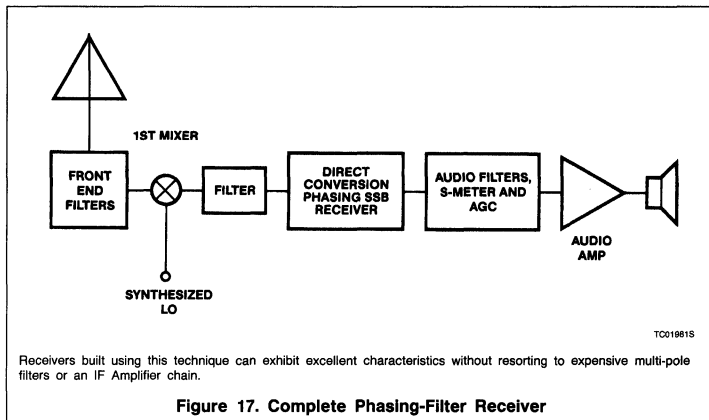 1ST MIXER
FRONT
END
FILTERS
FILTER
DIRECT
CONVERSION
PHASING SSB
RECEIVER
AUDIO FILTERS,
S-METER AND
AGC
AUDIO
AMP
SYNTHESIZED
LO
TC01981S
Receivers built using this technique can exhibit excellent characteristics without resorting to expensive multi-pole
filters or an IF Amplifier chain.
Figure 17. Complete Phasing-Filter Receiver